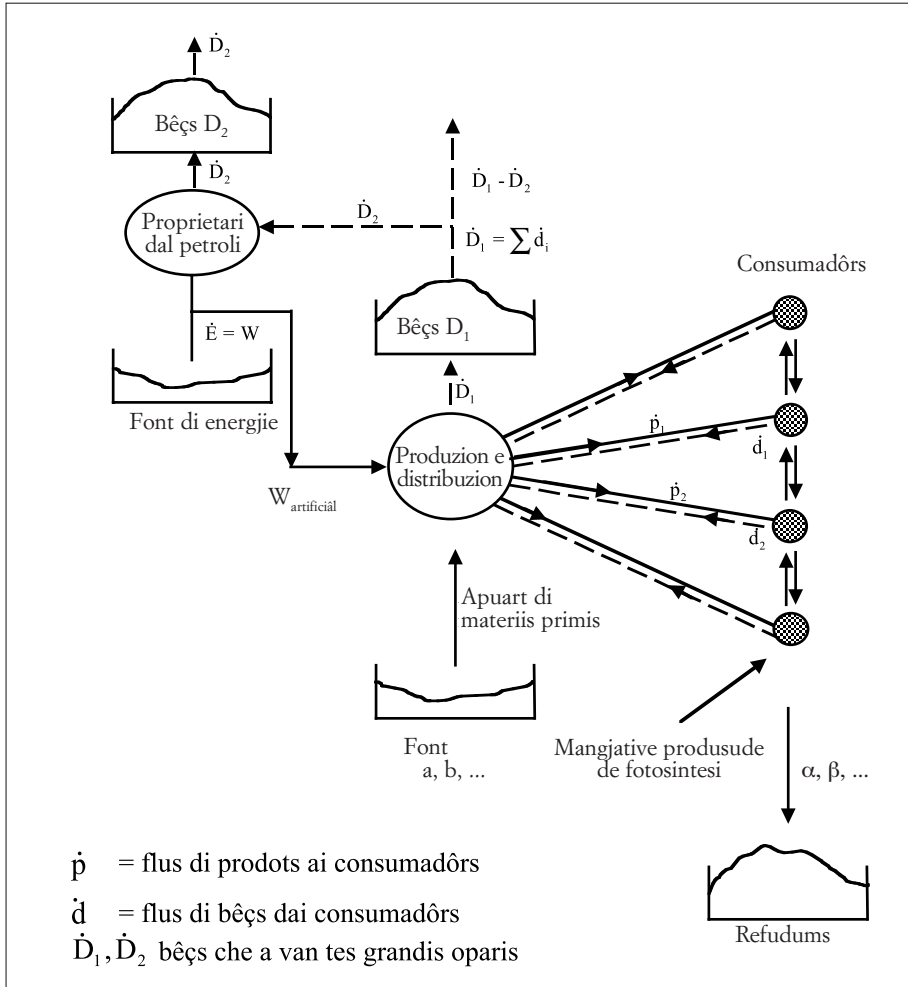 Ḋ₂
Bêçs D₂
Ḋ₂
Proprietari
dal petroli
Ḋ₂
Ḋ₁ - Ḋ₂
Ḋ₁ = ∑ ḋᵢ
Consumadôrs
Ė = W
Bêçs D₁
Font di energjie
Ḋ₁
Produzion e
distribuzion
ṗ₁
ḋ₁
W artificiâl
ṗ₂
ḋ₂
Apuart di
materiis primis
Font
a, b, ...
Mangjative produsude
de fotosintesi
α, β, ...
ṗ = flus di prodots ai consumadôrs
ḋ = flus di bêçs dai consumadôrs
Ḋ₁, Ḋ₂ bêçs che a van tes grandis oparis
Refudums